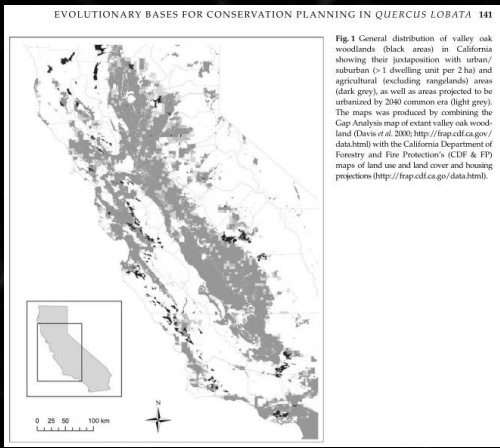 EVOLUTIONARY BASES FOR CONSERVATION PLANNING IN QUERCUS LOBATA 141
Fig. 1 General distribution of valley oak
woodlands (black areas) in California
showing their juxtaposition with urban/
suburban (> 1 dwelling unit per 2 ha) and
agricultural (excluding rangelands) areas
(dark grey), as well as areas projected to be
urbanized by 2040 common era (light grey).
The maps was produced by combining the
Gap Analysis map of extant valley oak wood-
land (Davis et al. 2000; http://frap.cdf.ca.gov/
data.html) with the California Department of
Forestry and Fire Protection's (CDF & FP)
maps of land use and land cover and housing
projections (http://frap.cdf.ca.go/data.html).
N
0 25 50 100 km